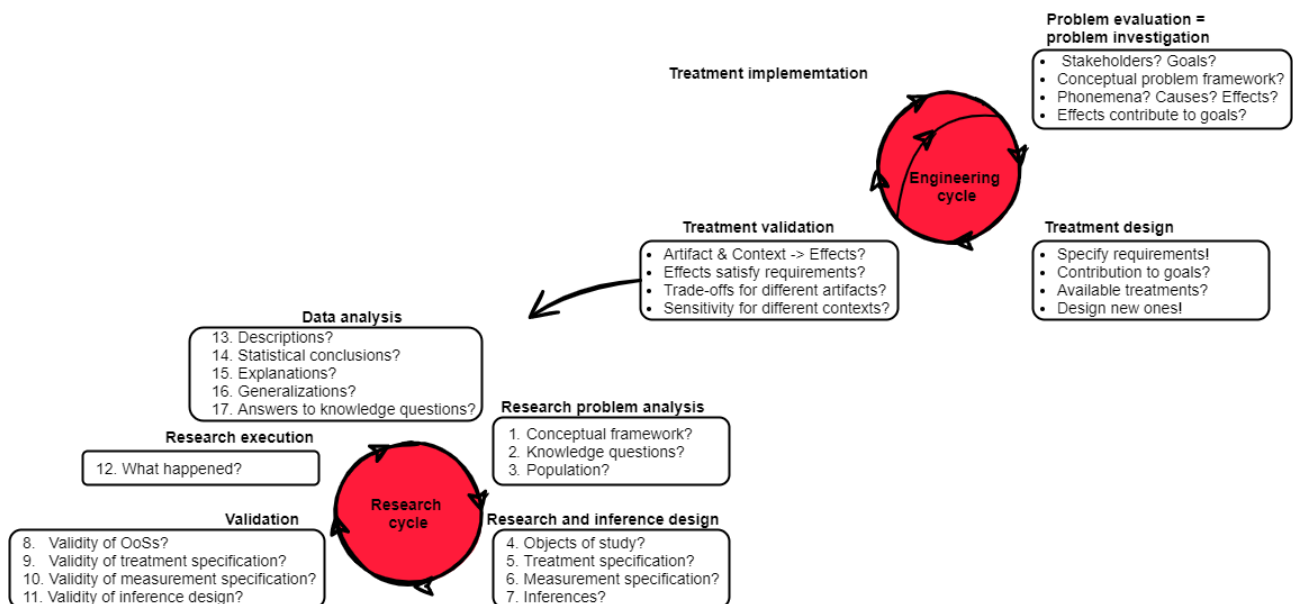 Problem evaluation =
problem investigation
• Stakeholders? Goals?
• Conceptual problem framework?
• Phonemena? Causes? Effects?
• Effects contribute to goals?
Treatment implememtation
Engineering
cycle
Treatment validation
• Artifact & Context -> Effects?
• Effects satisfy requirements?
• Trade-offs for different artifacts?
• Sensitivity for different contexts?
Treatment design
• Specify requirements!
• Contribution to goals?
• Available treatments?
• Design new ones!
Data analysis
13. Descriptions?
14. Statistical conclusions?
15. Explanations?
16. Generalizations?
17. Answers to knowledge questions?
Research problem analysis
1. Conceptual framework?
2. Knowledge questions?
3. Population?
Research execution
12. What happened?
Research
cycle
Validation
8. Validity of OoSs?
9. Validity of treatment specification?
10. Validity of measurement specification?
11. Validity of inference design?
Research and inference design
4. Objects of study?
5. Treatment specification?
6. Measurement specification?
7. Inferences?